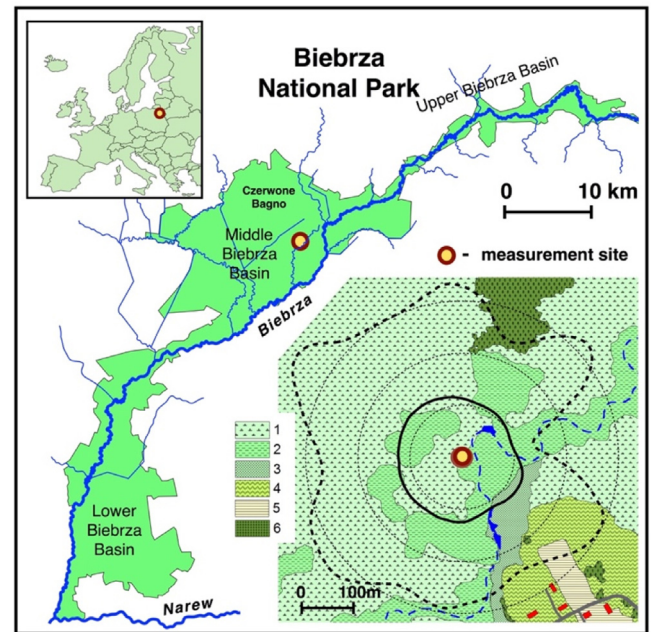 Biebrza
National Park
Upper Biebrza Basin
Czerwone
Bagno
0 10 km
Middle
Biebrza
Basin
- measurement site
Biebrza
1
2
3
4
5
6
Lower
Biebrza
Basin
0 100m
Narew